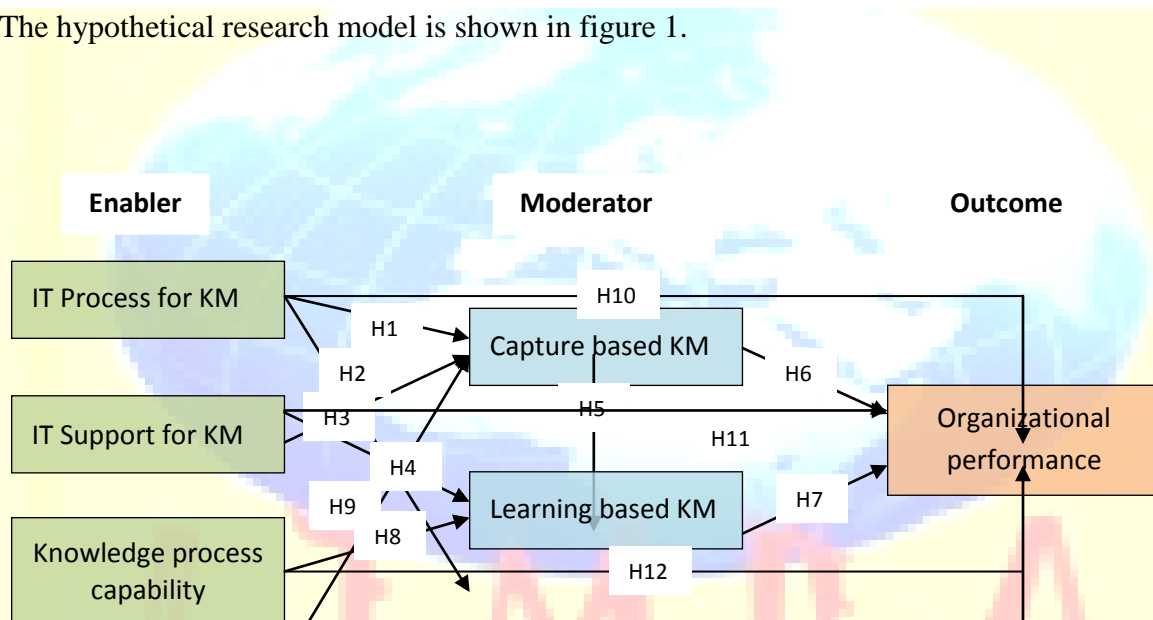 The hypothetical research model is shown in figure 1.
Enabler
Moderator
Outcome
IT Process for KM
H10
H1
Capture based KM
H2
H6
H3
H5
IT Support for KM
H11
Organizational
performance
H4
H9
Learning based KM
H7
H8
Knowledge process
capability
H12